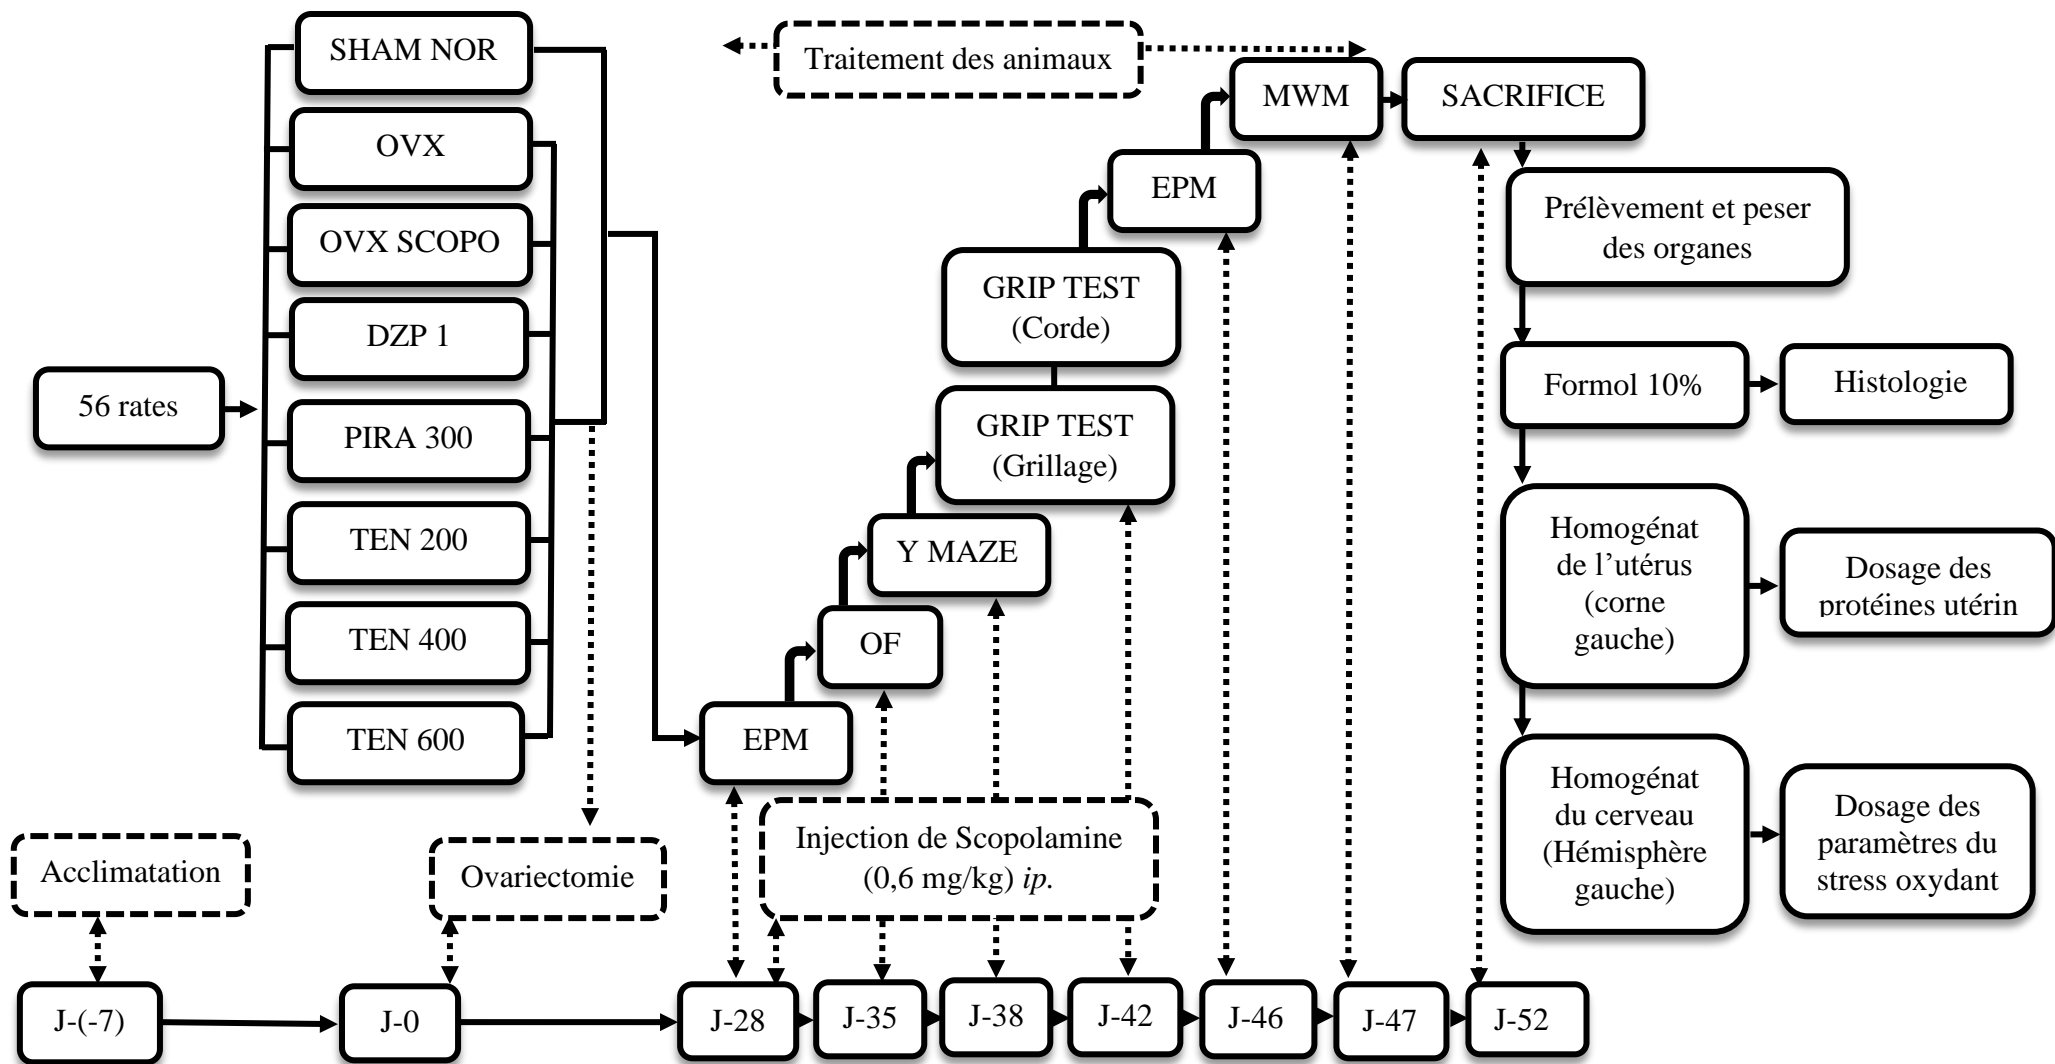 SHAM NOR
OVX
OVX SCOPO
DZP 1
56 rates
PIRA 300
TEN 200
TEN 400
TEN 600
Traitement des animaux
EPM
OF
Y MAZE
GRIP TEST
(Grillage)
GRIP TEST
(Corde)
EPM
MWM
SACRIFICE
Prélèvement et peser
des organes
Formol 10%
Histologie
Homogénat
de l’utérus
(corne
gauche)
Dosage des
protéines utérin
Homogénat
du cerveau
(Hémisphère
gauche)
Dosage des
paramètres du
stress oxydant
Acclimatation
Ovariectomie
Injection de Scopolamine
(0,6 mg/kg) ip.
J-(-7)
J-0
J-28
J-35
J-38
J-42
J-46
J-47
J-52